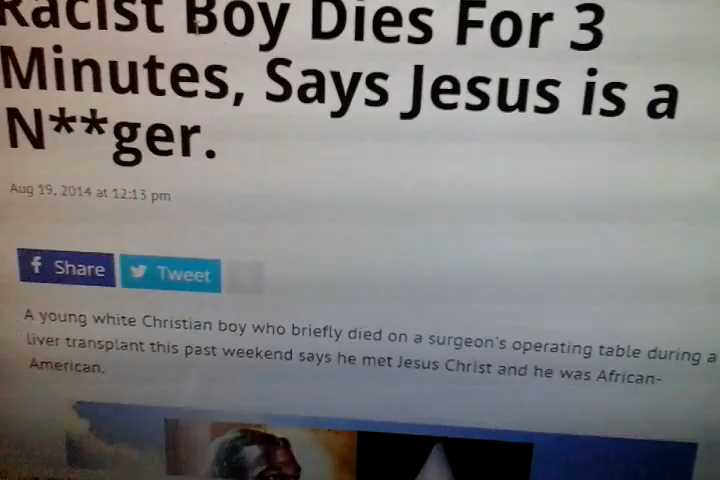 Racist Boy Dies For 3
Minutes, Says Jesus is a
N**ger.
Aug 19, 2014 at 12:13 pm
f Share
Tweet
A young white Christian boy who briefly died on a surgeon's operating table during a
liver transplant this past weekend says he met Jesus Christ and he was African-
American.